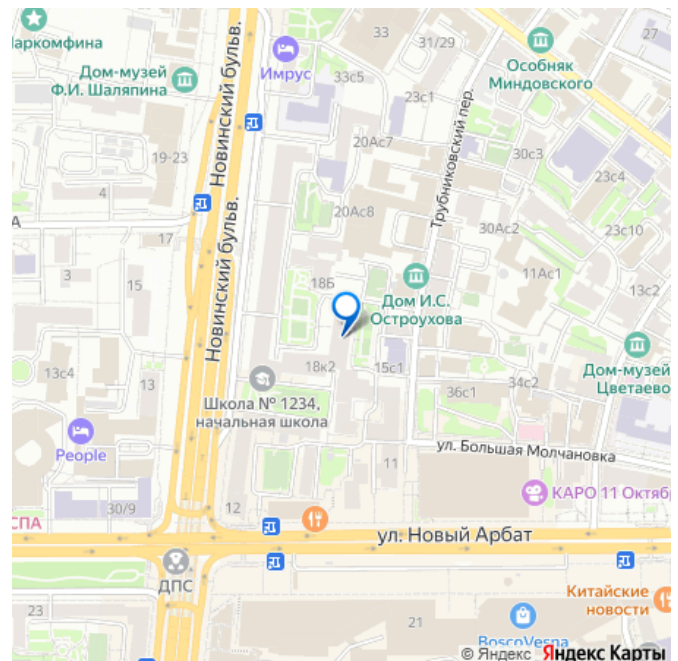 Наркомфина
Новинский бульв.
33
31/29
27
Имрус
Особняк
Миндовского
Дом-музей
Ф.И. Шаляпина
33с5
23с1
Трубниковский пер.
20Ас7
30с3
19-23
23с4
4
Новинский бульв.
20Ас8
30Ас2
23с10
А
17
11Ас1
3
15
18Б
Дом И.С.
Остроухова
13с2
Дом-музей
Цветаево
13с4
13
18к2
15с1
34с2
36с1
Школа № 1234,
начальная школа
People
ул. Большая Молчановка
11
КАРО 11 Октябр
30/9
12
СПА
ул. Новый Арбат
ДПС
Китайские
новости
23
21
BoscoVesna
© Яндекс Яндекс Карты